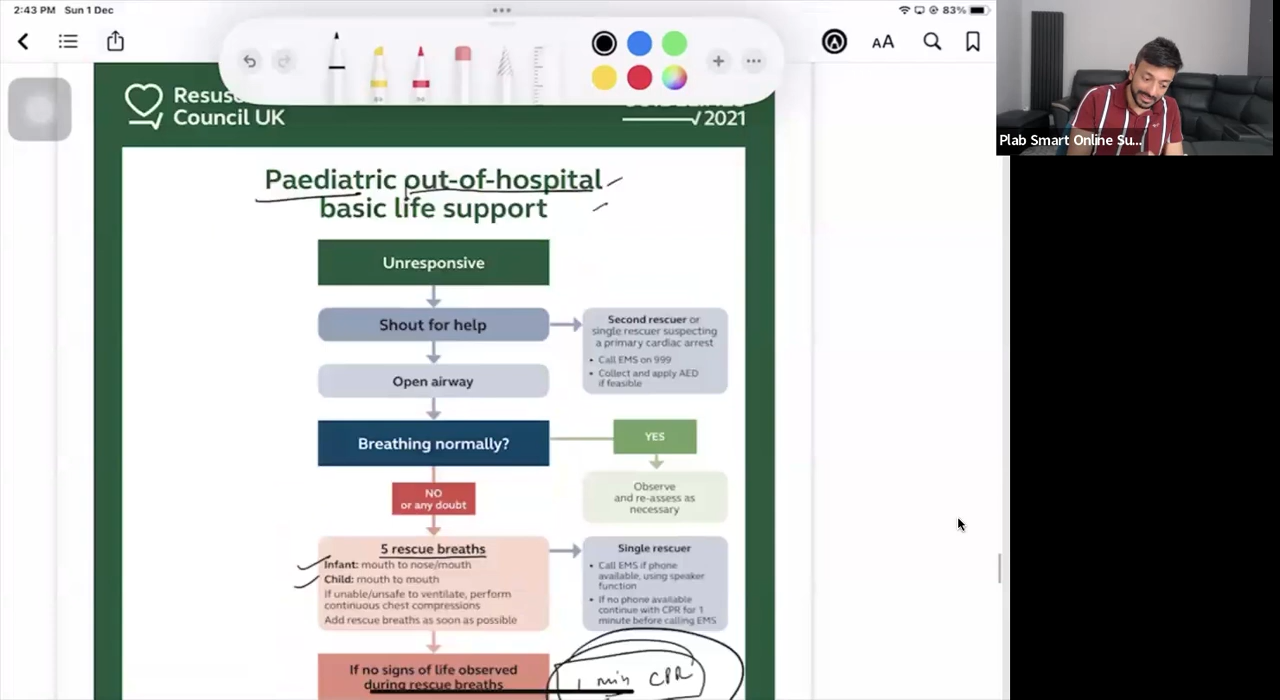 2:43 PM Sun 1 Dec
83%
AA
Plab Smart Online Su...
Council UK
2021
Paediatric out-of-hospital
basic life support
Unresponsive
Shout for help
Second rescuer or
single rescuer suspecting
a primary cardiac arrest
• Call EMS on 999
• Collect and apply AED
if feasible
Open airway
Breathing normally?
YES
NO
or any doubt
Observe
and re-assess as
necessary
5 rescue breaths
Infant: mouth to nose/mouth
Child: mouth to mouth
If unable/unsafe to ventilate, perform
continuous chest compressions
Add rescue breaths as soon as possible
Single rescuer
• Call EMS if phone
available, using speaker
function
• If no phone available
continue with CPR for 1
minute before calling EMS
If no signs of life observed
during rescue breaths
1 min CPR